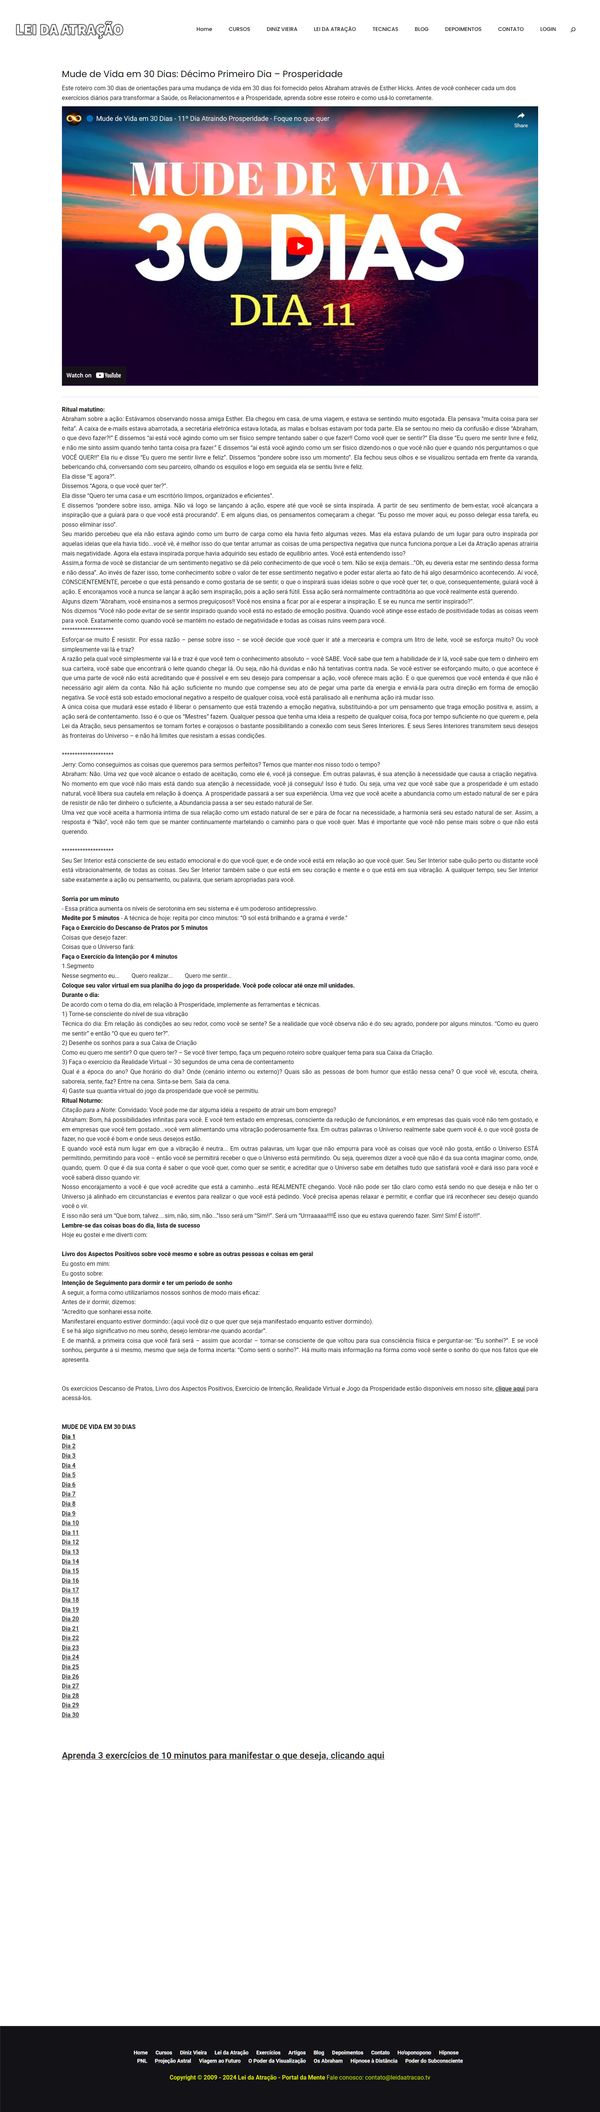 LEI DA ATRAÇÃO
Home CURSOS DINIZ VIEIRA LEI DA ATRAÇÃO TECNICAS BLOG DEPOIMENTOS CONTATO LOGIN
Mude de Vida em 30 Dias: Décimo Primeiro Dia – Prosperidade
Este roteiro com 30 dias de orientações para uma mudança de vida em 30 dias foi fornecido pelos Abraham através de Esther Hicks. Antes de você conhecer cada um dos
exercícios diários para transformar a Saúde, os Relacionamentos e a Prosperidade, aprenda sobre esse roteiro e como usá-lo corretamente.
Mude de Vida em 30 Dias - 11º Dia Atraindo Prosperidade - Foque no que quer
Share
MUDE DE VIDA
30 DIAS
DIA 11
Watch on YouTube
Ritual matutino:
Abraham sobre a ação: Estávamos observando nossa amiga Esther. Ela chegou em casa, de uma viagem, e estava se sentindo muito esgotada. Ela pensava “muita coisa para ser
feita”. A caixa de e-mails estava abarrotada, a secretária eletrônica estava lotada, as malas e bolsas estavam por toda parte. Ela se sentou no meio da confusão e disse “Abraham,
o que devo fazer?!” E dissemos “aí está você agindo como um ser físico sempre tentando saber o que fazer!! Como você quer se sentir?” Ela disse “Eu quero me sentir livre e feliz,
e não me sinto assim quando tenho tanta coisa pra fazer.” E dissemos “aí está você agindo como um ser físico dizendo-nos o que você não quer e quando nós perguntamos o que
VOCÊ QUER!!” Ela riu e disse “Eu quero me sentir livre e feliz”. Dissemos “pondere sobre isso um momento”. Ela fechou seus olhos e se visualizou sentada em frente da varanda,
bebericando chá, conversando com seu parceiro, olhando os esquilos e logo em seguida ela se sentiu livre e feliz.
Ela disse “E agora?”.
Dissemos “Agora, o que você quer ter?”.
Ela disse “Quero ter uma casa e um escritório limpos, organizados e eficientes”.
E dissemos “pondere sobre isso, amiga. Não vá logo se lançando à ação, espere até que você se sinta inspirada. A partir de seu sentimento de bem-estar, você alcançara a
inspiração que a guiará para o que você está procurando”. E em alguns dias, os pensamentos começaram a chegar. “Eu posso me mover aqui, eu posso delegar essa tarefa, eu
posso eliminar isso”.
Seu marido percebeu que ela não estava agindo como um burro de carga como ela havia feito algumas vezes. Mas ela estava pulando de um lugar para outro inspirada por
aquelas ideias que ela havia tido...você vê, é melhor isso do que tentar arrumar as coisas de uma perspectiva negativa que nunca funciona porque a Lei da Atração apenas atrairia
mais negatividade. Agora ela estava inspirada porque havia adquirido seu estado de equilíbrio antes. Você está entendendo isso?
Assim,a forma de você se distanciar de um sentimento negativo se dá pelo conhecimento de que você o tem. Não se exija demais...”Oh, eu deveria estar me sentindo dessa forma
e não dessa”. Ao invés de fazer isso, tome conhecimento sobre o valor de ter esse sentimento negativo e poder estar alerta ao fato de há algo desarmônico acontecendo. Aí você,
CONSCIENTEMENTE, percebe o que está pensando e como gostaria de se sentir, o que o inspirará suas ideias sobre o que você quer ter, o que, consequentemente, guiará você à
ação. E encorajamos você a nunca se lançar à ação sem inspiração, pois a ação será fútil. Essa ação será normalmente contraditória ao que você realmente está querendo.
Alguns dizem “Abraham, você ensina-nos a sermos preguiçosos!! Você nos ensina a ficar por aí e esperar a inspiração. E se eu nunca me sentir inspirado?”.
Nós dizemos “Você não pode evitar de se sentir inspirado quando você está no estado de emoção positiva. Quando você atinge esse estado de positividade todas as coisas veem
para você. Exatamente como quando você se mantém no estado de negatividade e todas as coisas ruins veem para você.
********************
Esforçar-se muito É resistir. Por essa razão – pense sobre isso – se você decide que você quer ir até a mercearia e compra um litro de leite, você se esforça muito? Ou você
simplesmente vai lá e traz?
A razão pela qual você simplesmente vai lá e traz é que você tem o conhecimento absoluto – você SABE. Você sabe que tem a habilidade de ir lá, você sabe que tem o dinheiro em
sua carteira, você sabe que encontrará o leite quando chegar lá. Ou seja, não há duvidas e não há tentativas contra nada. Se você estiver se esforçando muito, o que acontece é
que uma parte de você não está acreditando que é possível e em seu desejo para compensar a ação, você oferece mais ação. E o que queremos que você entenda é que não é
necessário agir além da conta. Não há ação suficiente no mundo que compense seu ato de pegar uma parte da energia e enviá-la para outra direção em forma de emoção
negativa. Se você está sob estado emocional negativo a respeito de qualquer coisa, você está paralisado ali e nenhuma ação irá mudar isso.
A única coisa que mudará esse estado é liberar o pensamento que está trazendo a emoção negativa, substituindo-a por um pensamento que traga emoção positiva e, assim, a
ação será de contentamento. Isso é o que os “Mestres” fazem. Qualquer pessoa que tenha uma ideia a respeito de qualquer coisa, foca por tempo suficiente no que querem e, pela
Lei da Atração, seus pensamentos se tornam fortes e corajosos o bastante possibilitando a conexão com seus Seres Interiores. E seus Seres Interiores transmitem seus desejos
às fronteiras do Universo – e não há limites que resistam a essas condições.
********************
Jerry: Como conseguimos as coisas que queremos para sermos perfeitos? Temos que manter-nos nisso todo o tempo?
Abraham: Não. Uma vez que você alcance o estado de aceitação, como ele é, você já consegue. Em outras palavras, é sua atenção à necessidade que causa a criação negativa.
No momento em que você não mais está dando sua atenção à necessidade, você já conseguiu! Isso é tudo. Ou seja, uma vez que você sabe que a prosperidade é um estado
natural, você libera sua cautela em relação à doença. A prosperidade passará a ser sua experiência. Uma vez que você aceite a abundancia como um estado natural de ser e pára
de resistir de não ter dinheiro o suficiente, a Abundancia passa a ser seu estado natural de Ser.
Uma vez que você aceita a harmonia intima de sua relação como um estado natural de ser e pára de focar na necessidade, a harmonia será seu estado natural de ser. Assim, a
resposta é “Não”, você não tem que se manter continuamente martelando o caminho para o que você quer. Mas é importante que você não pense mais sobre o que não está
querendo.
********************
Seu Ser Interior está consciente de seu estado emocional e do que você quer, e de onde você está em relação ao que você quer. Seu Ser Interior sabe quão perto ou distante você
está vibracionalmente, de todas as coisas. Seu Ser Interior também sabe o que está em seu coração e mente e o que está em sua vibração. A qualquer tempo, seu Ser Interior
sabe exatamente a ação ou pensamento, ou palavra, que seriam apropriadas para você.
Sorria por um minuto
- Essa prática aumenta os níveis de serotonina em seu sistema e é um poderoso antidepressivo.
Medite por 5 minutos - A técnica de hoje: repita por cinco minutos: “O sol está brilhando e a grama é verde.”
Faça o Exercício do Descanso de Pratos por 5 minutos
Coisas que desejo fazer:
Coisas que o Universo fará:
Faça o Exercício da Intenção por 4 minutos
1.Segmento
Nesse segmento eu... Quero realizar... Quero me sentir...
Coloque seu valor virtual em sua planilha do jogo da prosperidade. Você pode colocar até onze mil unidades.
Durante o dia:
De acordo com o tema do dia, em relação à Prosperidade, implemente as ferramentas e técnicas.
1) Torne-se consciente do nível de sua vibração
Técnica do dia: Em relação às condições ao seu redor, como você se sente? Se a realidade que você observa não é do seu agrado, pondere por alguns minutos. “Como eu quero
me sentir” e então “O que eu quero ter?”.
2) Desenhe os sonhos para a sua Caixa de Criação
Como eu quero me sentir? O que quero ter? – Se você tiver tempo, faça um pequeno roteiro sobre qualquer tema para sua Caixa da Criação.
3) Faça o exercício da Realidade Virtual – 30 segundos de uma cena de contentamento
Qual é a época do ano? Que horário do dia? Onde (cenário interno ou externo)? Quais são as pessoas de bom humor que estão nessa cena? O que você vê, escuta, cheira,
saboreia, sente, faz? Entre na cena. Sinta-se bem. Saia da cena.
4) Gaste sua quantia virtual do jogo da prosperidade que você se permitiu.
Ritual Noturno:
Citação para a Noite: Convidado: Você pode me dar alguma idéia a respeito de atrair um bom emprego?
Abraham: Bom, há possibilidades infinitas para você. E você tem estado em empresas, consciente da redução de funcionários, e em empresas das quais você não tem gostado, e
em empresas que você tem gostado...você vem alimentando uma vibração poderosamente fixa. Em outras palavras o Universo realmente sabe quem você é, o que você gosta de
fazer, no que você é bom e onde seus desejos estão.
E quando você está num lugar em que a vibração é neutra... Em outras palavras, um lugar que não empurra para você as coisas que você não gosta, então o Universo ESTÁ
permitindo, permitindo para você – então você se permitirá receber o que o Universo está permitindo. Ou seja, queremos dizer a você que não é da sua conta imaginar como, onde,
quando, quem. O que é da sua conta é saber o que você quer, como quer se sentir, e acreditar que o Universo sabe em detalhes tudo que satisfará você e dará isso para você e
você saberá disso quando vir.
Nosso encorajamento a você é que você acredite que está a caminho...está REALMENTE chegando. Você não pode ser tão claro como está sendo no que deseja e não ter o
Universo já alinhado em circunstancias e eventos para realizar o que você está pedindo. Você precisa apenas relaxar e permitir, e confiar que irá reconhecer seu desejo quando
você o vir.
E isso não será um “Que bom, talvez....sim, não, sim, não...”Isso será um “Sim!!”. Será um “Urrraaaaa!!!!É isso que eu estava querendo fazer. Sim! Sim! É isto!!!”.
Lembre-se das coisas boas do dia, lista de sucesso
Hoje eu gostei e me diverti com:
Livro dos Aspectos Positivos sobre você mesmo e sobre as outras pessoas e coisas em geral
Eu gosto em mim:
Eu gosto sobre:
Intenção de Seguimento para dormir e ter um período de sonho
A seguir, a forma como utilizaríamos nossos sonhos de modo mais eficaz:
Antes de ir dormir, dizemos:
“Acredito que sonharei essa noite.
Manifestarei enquanto estiver dormindo: (aqui você diz o que quer que seja manifestado enquanto estiver dormindo).
E se há algo significativo no meu sonho, desejo lembrar-me quando acordar”.
E de manhã, a primeira coisa que você fará será – assim que acordar – tornar-se consciente de que voltou para sua consciência física e perguntar-se: “Eu sonhei?”. E se você
sonhou, pergunte a si mesmo, mesmo que seja de forma incerta: “Como senti o sonho?”. Há muito mais informação na forma como você sente o sonho do que nos fatos que ele
apresenta.
Os exercícios Descanso de Pratos, Livro dos Aspectos Positivos, Exercício de Intenção, Realidade Virtual e Jogo da Prosperidade estão disponíveis em nosso site, clique aqui para
acessá-los.
MUDE DE VIDA EM 30 DIAS
Dia 1
Dia 2
Dia 3
Dia 4
Dia 5
Dia 6
Dia 7
Dia 8
Dia 9
Dia 10
Dia 11
Dia 12
Dia 13
Dia 14
Dia 15
Dia 16
Dia 17
Dia 18
Dia 19
Dia 20
Dia 21
Dia 22
Dia 23
Dia 24
Dia 25
Dia 26
Dia 27
Dia 28
Dia 29
Dia 30
Aprenda 3 exercícios de 10 minutos para manifestar o que deseja, clicando aqui
Home Cursos Diniz Vieira Lei da Atração Exercícios Artigos Blog Depoimentos Contato Ho'oponopono Hipnose
PNL Projeção Astral Viagem ao Futuro O Poder da Visualização Os Abraham Hipnose à Distância Poder do Subconsciente
Copyright © 2009 - 2024 Lei da Atração - Portal da Mente Fale conosco: contato@leidaatracao.tv